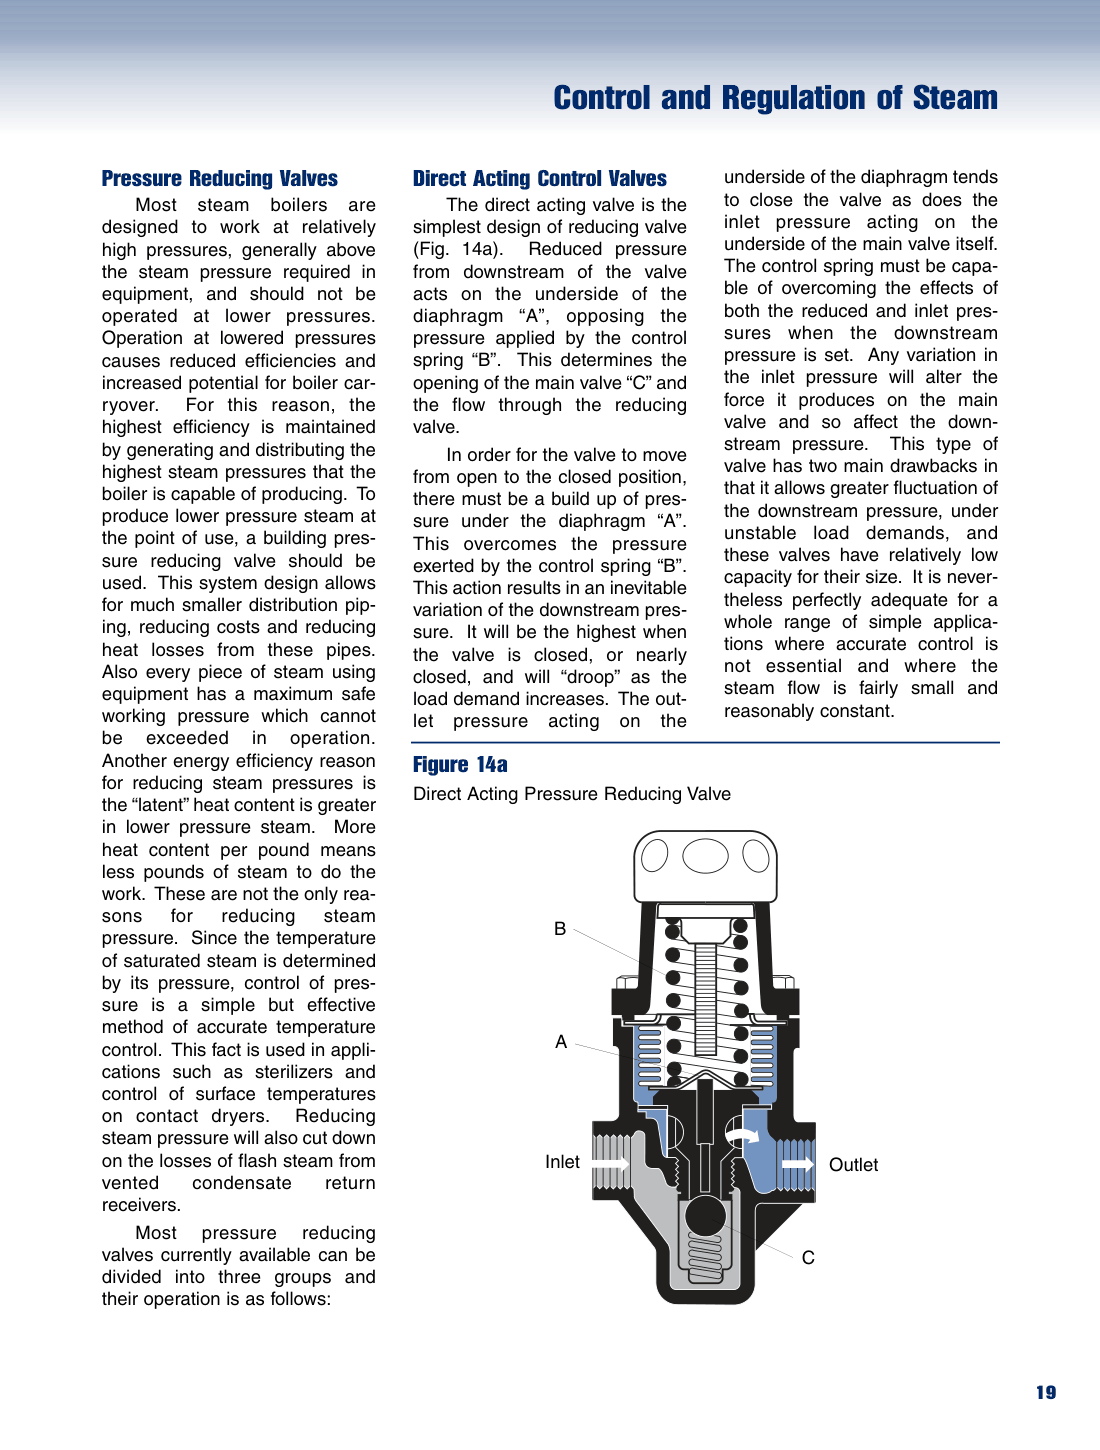 Control and Regulation of Steam
Pressure Reducing Valves
Most steam boilers are
designed to work at relatively
high pressures, generally above
the steam pressure required in
equipment, and should not be
operated at lower pressures.
Operation at lowered pressures
causes reduced efficiencies and
increased potential for boiler car-
ryover. For this reason, the
highest efficiency is maintained
by generating and distributing the
highest steam pressures that the
boiler is capable of producing. To
produce lower pressure steam at
the point of use, a building pres-
sure reducing valve should be
used. This system design allows
for much smaller distribution pip-
ing, reducing costs and reducing
heat losses from these pipes.
Also every piece of steam using
equipment has a maximum safe
working pressure which cannot
be exceeded in operation.
Another energy efficiency reason
for reducing steam pressures is
the “latent” heat content is greater
in lower pressure steam. More
heat content per pound means
less pounds of steam to do the
work. These are not the only rea-
sons for reducing steam
pressure. Since the temperature
of saturated steam is determined
by its pressure, control of pres-
sure is a simple but effective
method of accurate temperature
control. This fact is used in appli-
cations such as sterilizers and
control of surface temperatures
on contact dryers. Reducing
steam pressure will also cut down
on the losses of flash steam from
vented condensate return
receivers.
Most pressure reducing
valves currently available can be
divided into three groups and
their operation is as follows:
Direct Acting Control Valves
The direct acting valve is the
simplest design of reducing valve
(Fig. 14a). Reduced pressure
from downstream of the valve
acts on the underside of the
diaphragm “A”, opposing the
pressure applied by the control
spring “B”. This determines the
opening of the main valve “C” and
the flow through the reducing
valve.
In order for the valve to move
from open to the closed position,
there must be a build up of pres-
sure under the diaphragm “A”.
This overcomes the pressure
exerted by the control spring “B”.
This action results in an inevitable
variation of the downstream pres-
sure. It will be the highest when
the valve is closed, or nearly
closed, and will “droop” as the
load demand increases. The out-
let pressure acting on the
underside of the diaphragm tends
to close the valve as does the
inlet pressure acting on the
underside of the main valve itself.
The control spring must be capa-
ble of overcoming the effects of
both the reduced and inlet pres-
sures when the downstream
pressure is set. Any variation in
the inlet pressure will alter the
force it produces on the main
valve and so affect the down-
stream pressure. This type of
valve has two main drawbacks in
that it allows greater fluctuation of
the downstream pressure, under
unstable load demands, and
these valves have relatively low
capacity for their size. It is never-
theless perfectly adequate for a
whole range of simple applica-
tions where accurate control is
not essential and where the
steam flow is fairly small and
reasonably constant.
Figure 14a
Direct Acting Pressure Reducing Valve
B
A
Inlet
Outlet
C
19